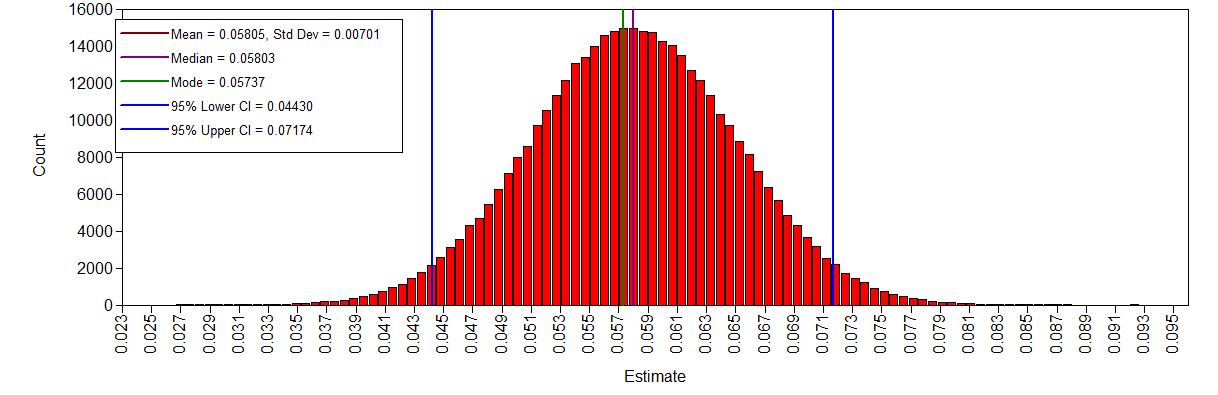 16000
14000
12000
10000
8000
6000
4000
2000
0
Count
Mean = 0.05805, Std Dev = 0.00701
Median = 0.05803
Mode = 0.05737
95% Lower CI = 0.04430
95% Upper CI = 0.07174
0.023 0.025 0.027 0.029 0.031 0.033 0.035 0.037 0.039 0.041 0.043 0.045 0.047 0.049 0.051 0.053 0.055 0.057 0.059 0.061 0.063 0.065 0.067 0.069 0.071 0.073 0.075 0.077 0.079 0.081 0.083 0.085 0.087 0.089 0.091 0.093 0.095
Estimate